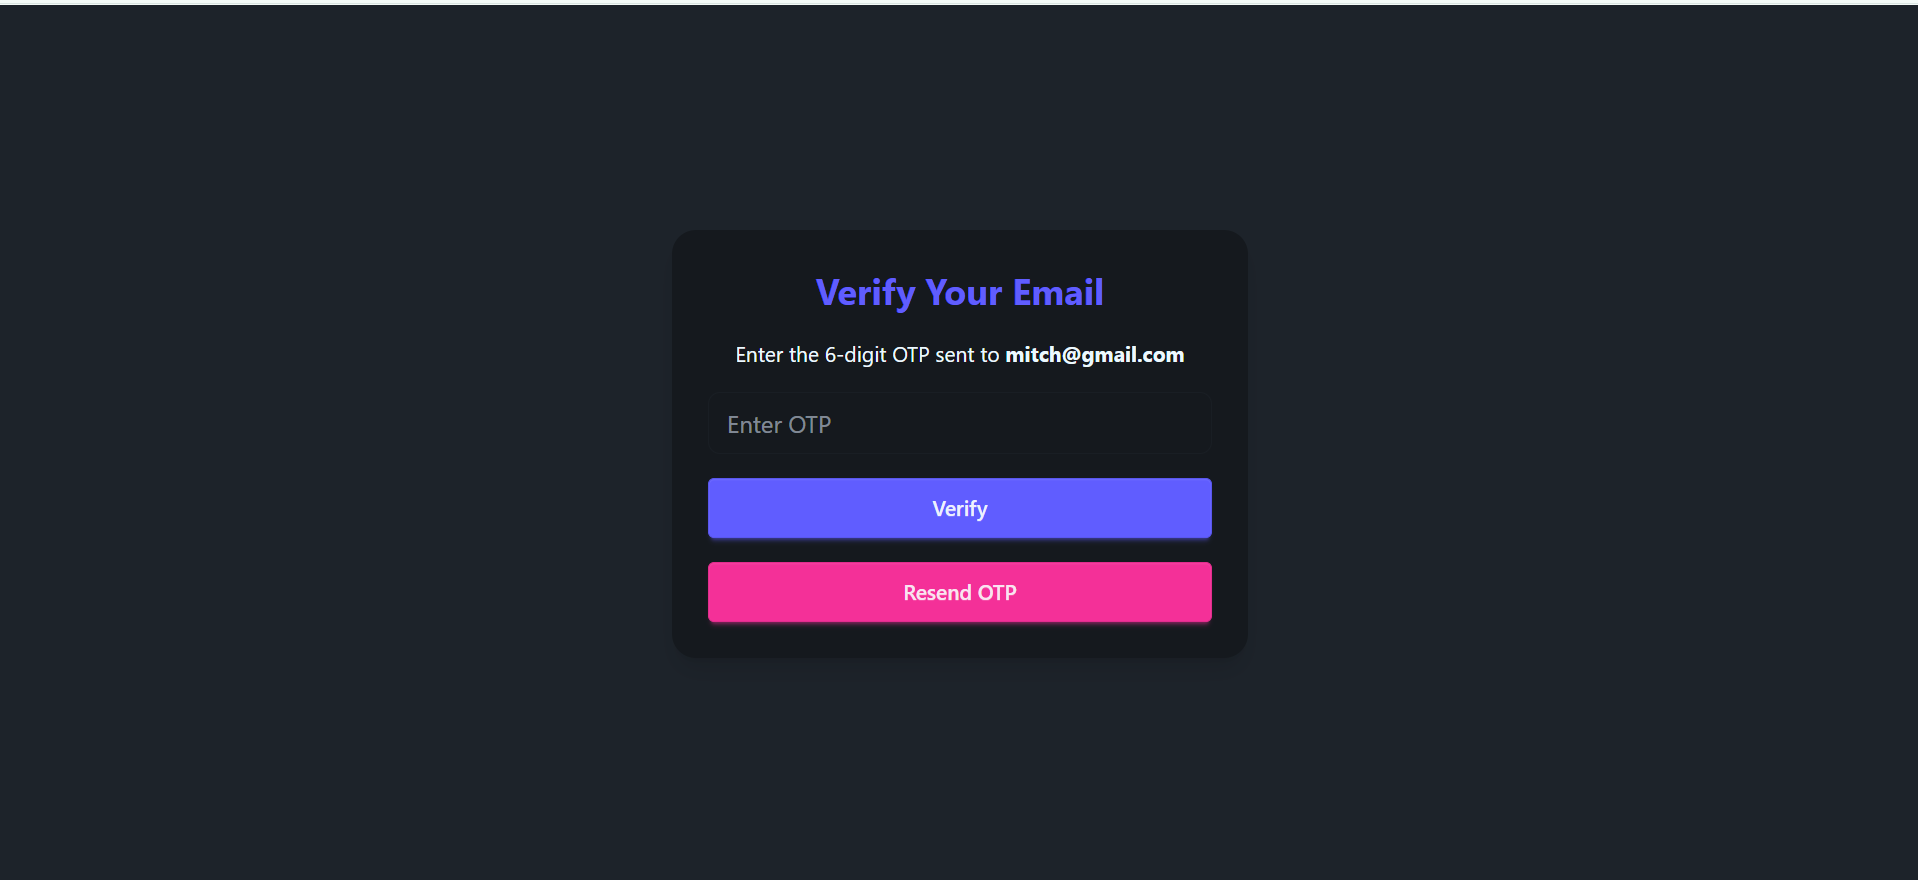 Verify Your Email
Enter the 6-digit OTP sent to mitch@gmail.com
Enter OTP
Verify
Resend OTP